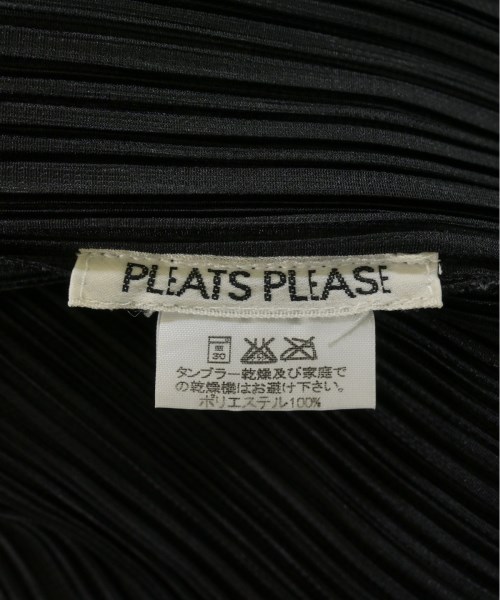 PLEATS PLEASE
30
タンブラー乾燥及び家庭で
の乾燥機はお避け下さい。
ポリエステル100%